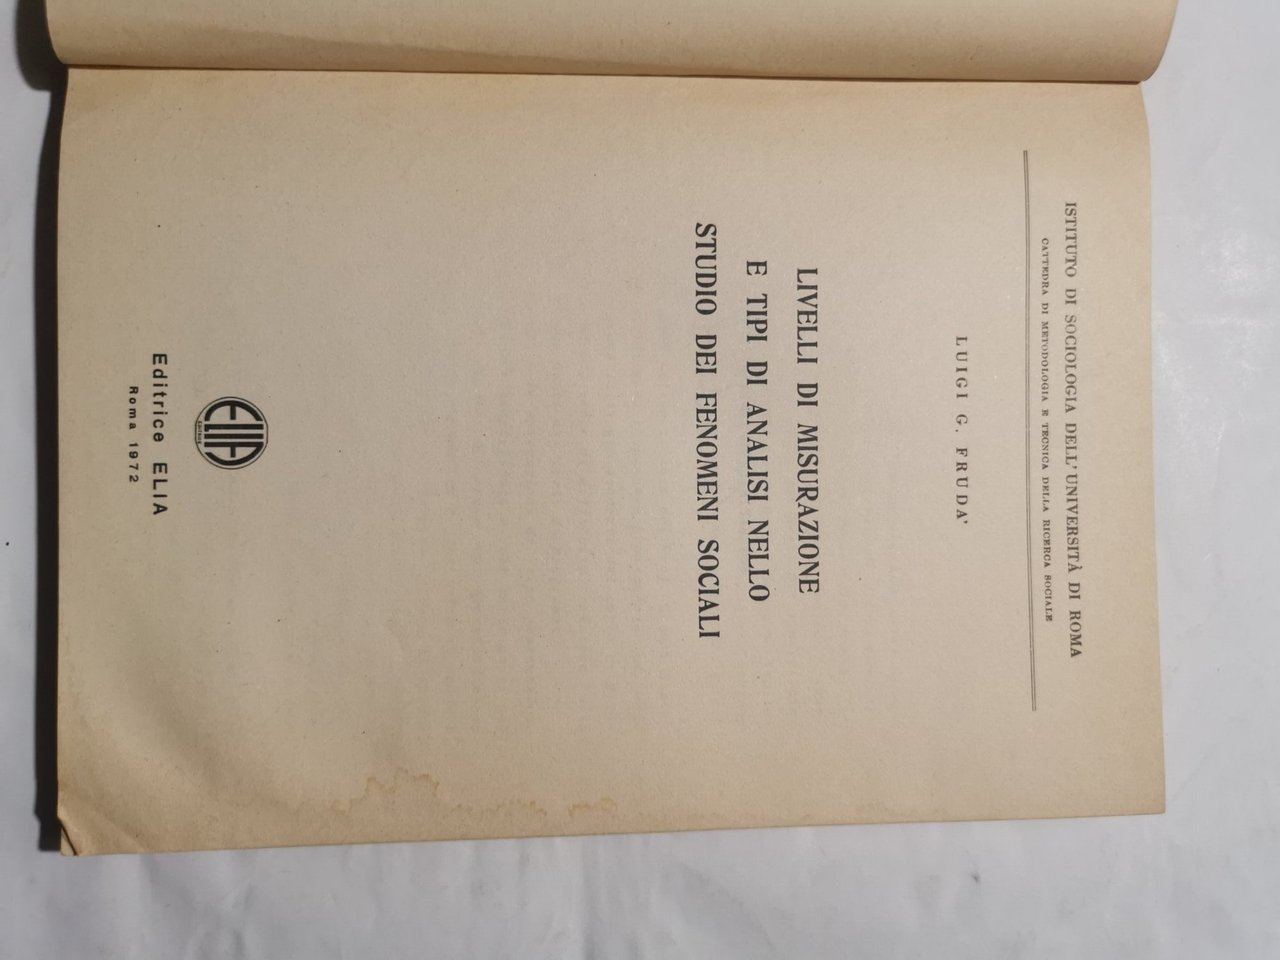 ISTITUTO DI SOCIOLOGIA DELL'UNIVERSITÀ DI ROMA
CATTEDRA DI METODOLOGIA E TECNICA DELLA RICERCA SOCIALE
LUIGI G. FRUDA'
LIVELLI DI MISURAZIONE
E TIPI DI ANALISI NELLO
STUDIO DEI FENOMENI SOCIALI
ELIA
Editrice
Editrice ELIA
Roma 1972